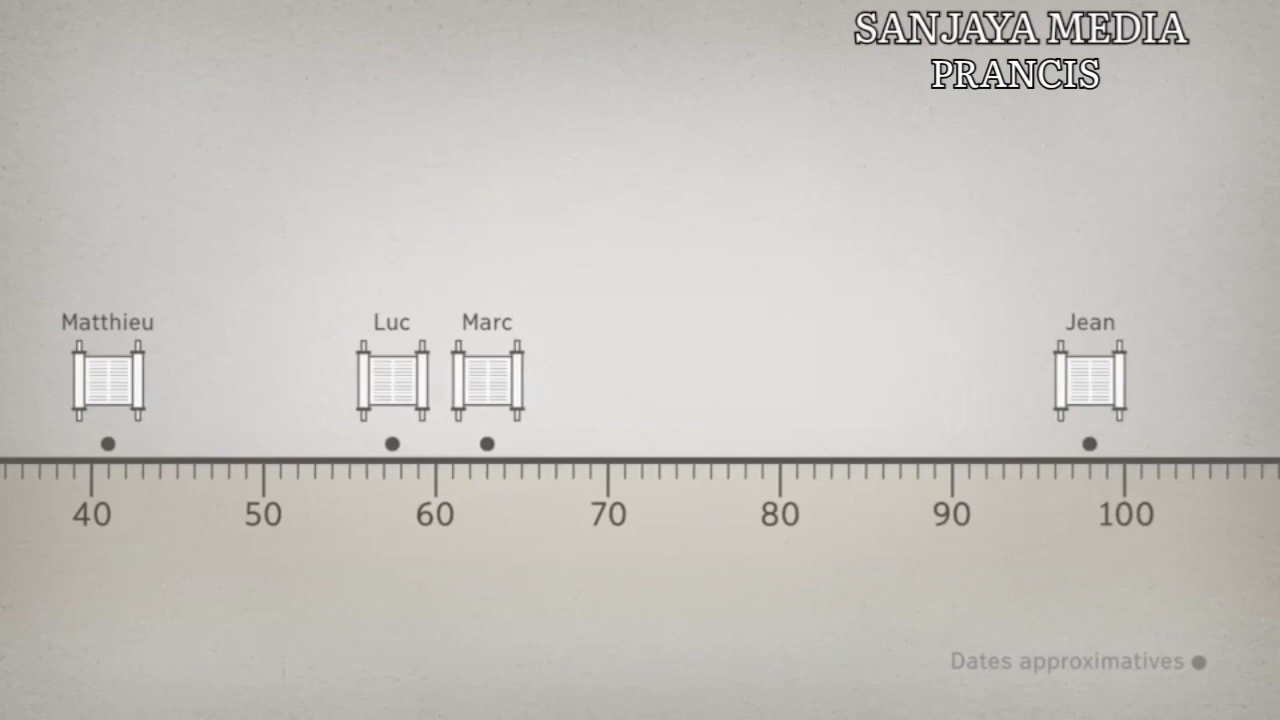 SANJAYA MEDIA
PRANCIS
Matthieu
Luc
Marc
Jean
40
50
60
70
80
90
100
Dates approximatives